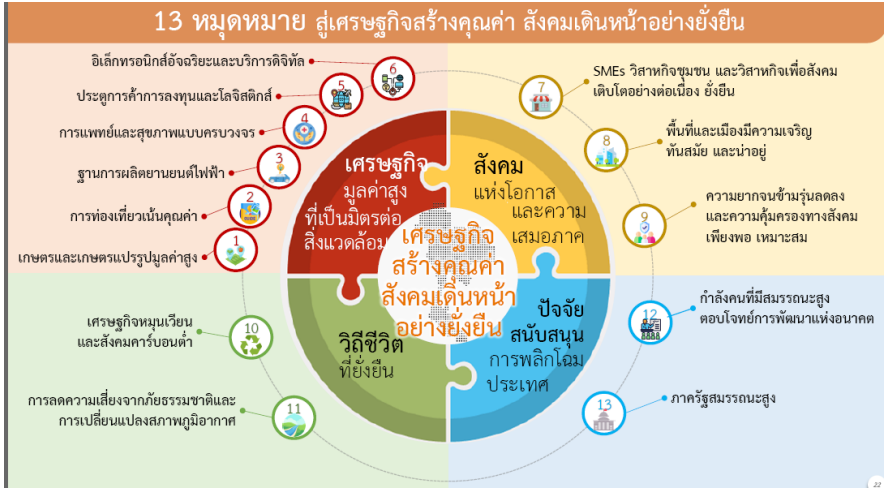 13 หมุดหมาย สู่เศรษฐกิจสร้างคุณค่า สังคมเดินหน้าอย่างยั่งยืน
6
อิเล็กทรอนิกส์อัจฉริยะและบริการดิจิทัล
5
ประตูการค้าการลงทุนและโลจิสติกส์
4
การแพทย์และสุขภาพแบบครบวงจร
3
ฐานการผลิตยานยนต์ไฟฟ้า
2
การท่องเที่ยวเน้นคุณค่า
1
เกษตรและเกษตรแปรรูปมูลค่าสูง
เศรษฐกิจ
มูลค่าสูง
ที่เป็นมิตรต่อ
สิ่งแวดล้อม
สังคม
แห่งโอกาส
และความ
เสมอภาค
7
SMEs วิสาหกิจชุมชน และวิสาหกิจเพื่อสังคม
เติบโตอย่างต่อเนื่อง ยั่งยืน
8
พื้นที่และเมืองมีความเจริญ
ทันสมัย และน่าอยู่
9
ความยากจนข้ามรุ่นลดลง
และความคุ้มครองทางสังคม
เพียงพอ เหมาะสม
เศรษฐกิจ
สร้างคุณค่า
สังคมเดินหน้า
อย่างยั่งยืน
10
เศรษฐกิจหมุนเวียน
และสังคมคาร์บอนต่ำ
11
การลดความเสี่ยงจากภัยธรรมชาติและ
การเปลี่ยนแปลงสภาพภูมิอากาศ
วิถีชีวิต
ที่ยั่งยืน
ปัจจัย
สนับสนุน
การพลิกโฉม
ประเทศ
12
กำลังคนที่มีสมรรถนะสูง
ตอบโจทย์การพัฒนาแห่งอนาคต
13
ภาครัฐสมรรถนะสูง
22